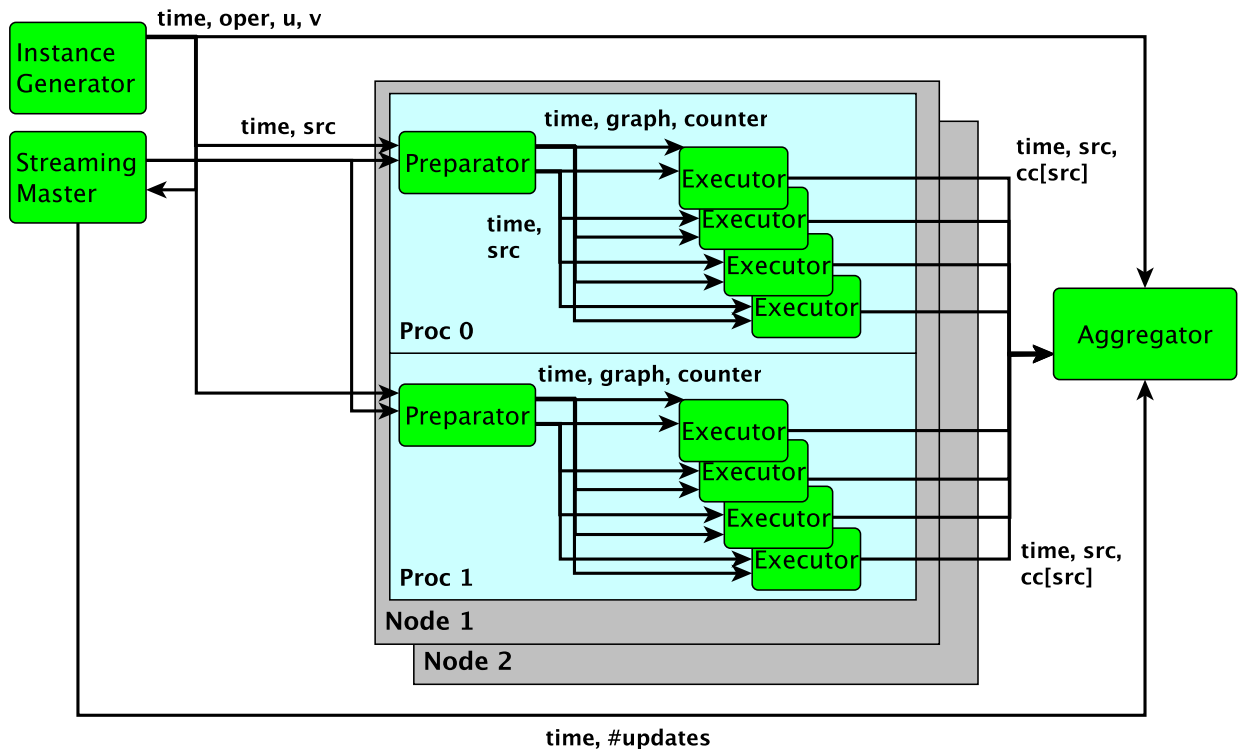 time, oper, u, v
Instance
Generator
Streaming
Master
time, src
time, graph, counter
Preparator
Executor
Executor
Executor
Executor
time,
src
Proc 0
time, src,
cc[src]
Aggregator
time, graph, counter
Preparator
Executor
Executor
Executor
Executor
Proc 1
time, src,
cc[src]
Node 1
Node 2
time, #updates